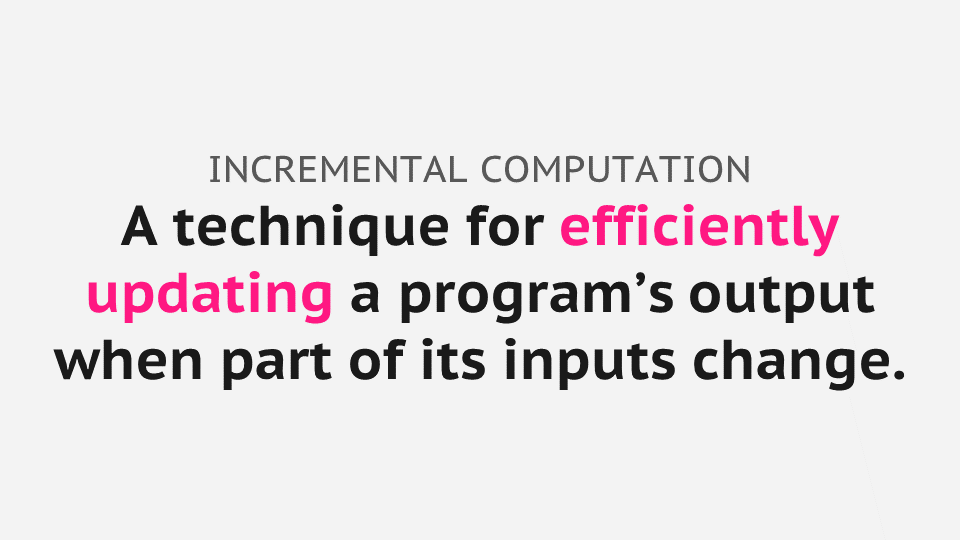 INCREMENTAL COMPUTATION
A technique for efficiently
updating a program’s output
when part of its inputs change.